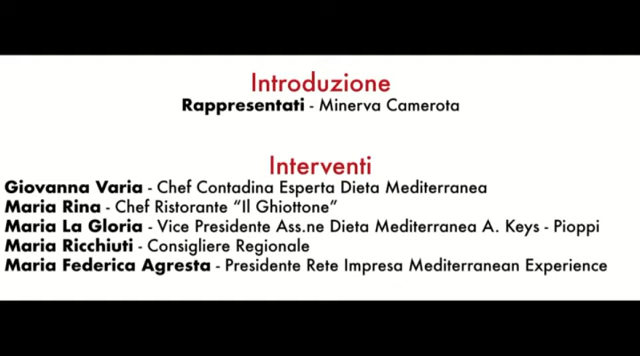 Introduzione
Rappresentati - Minerva Camerota
Interventi
Giovanna Varia - Chef Contadina Esperta Dieta Mediterranea
Maria Rina - Chef Ristorante “Il Ghiottone”
Maria La Gloria - Vice Presidente Ass.ne Dieta Mediterranea A. Keys - Pioppi
Maria Ricchiuti - Consigliere Regionale
Maria Federica Agresta - Presidente Rete Impresa Mediterranean Experience